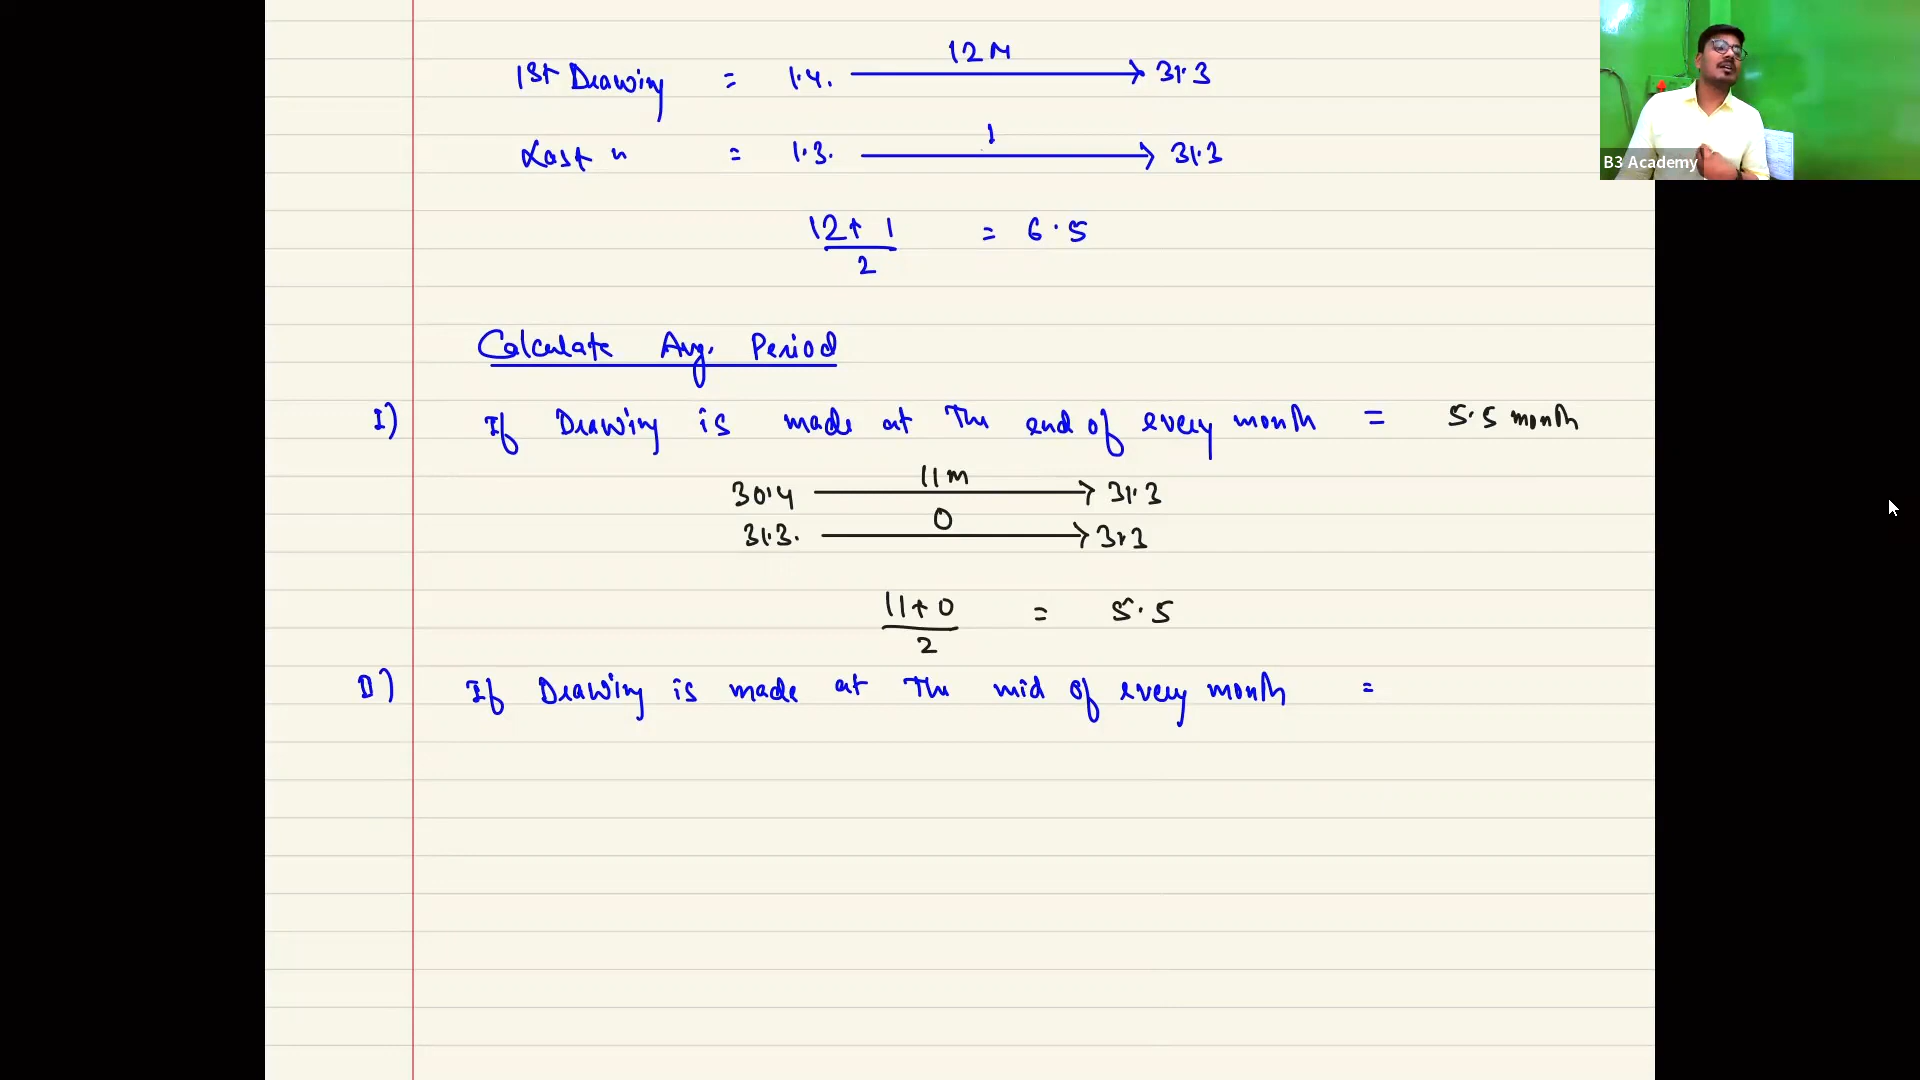 12 M
1st Drawing = 1.4. → 31.3
B3 Academy
1
Last " = 1.3. → 31.3
12+1 = 6.5
2
Calculate Avg. Period
I) If Drawing is made at the end of every month = 5.5 month
11m
30.4 → 31.3
0
31.3. → 31.3
11+0 = 5.5
2
II) If Drawing is made at the mid of every month =